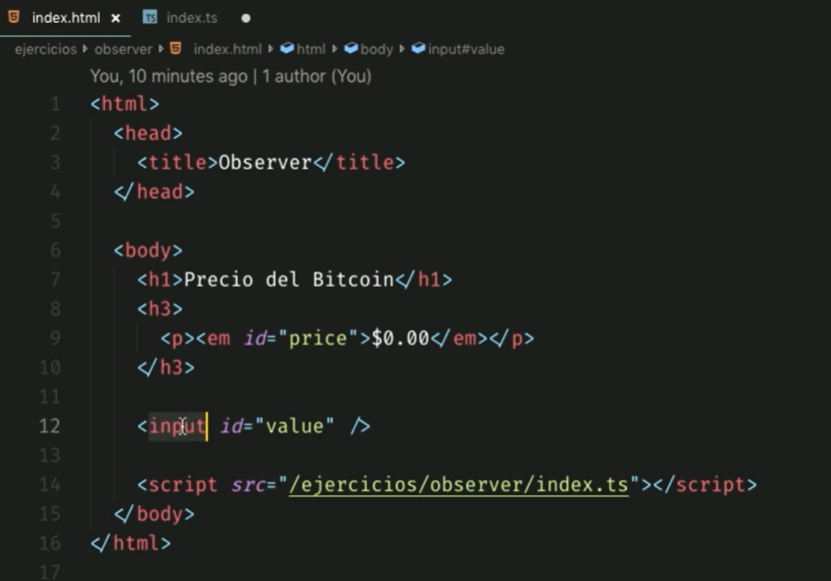 index.html × TS index.ts
ejercicios observer index.html html body input#value
You, 10 minutes ago | 1 author (You)
1 <html>
2 <head>
3 <title>Observer</title>
4 </head>
5
6 <body>
7 <h1>Precio del Bitcoin</h1>
8 <h3>
9 <p><em id="price">$0.00</em></p>
10 </h3>
11
12 <input id="value" />
13
14 <script src="/ejercicios/observer/index.ts"></script>
15 </body>
16 </html>
17